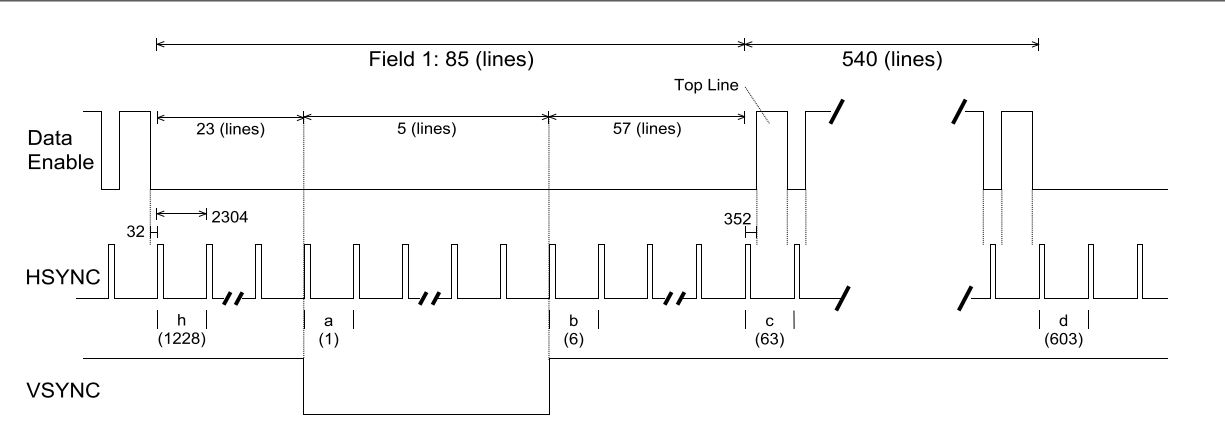 Field 1: 85 (lines)
540 (lines)
Top Line
23 (lines)
5 (lines)
57 (lines)
Data
Enable
2304
32
352
HSYNC
h
(1228)
a
(1)
b
(6)
c
(63)
d
(603)
VSYNC